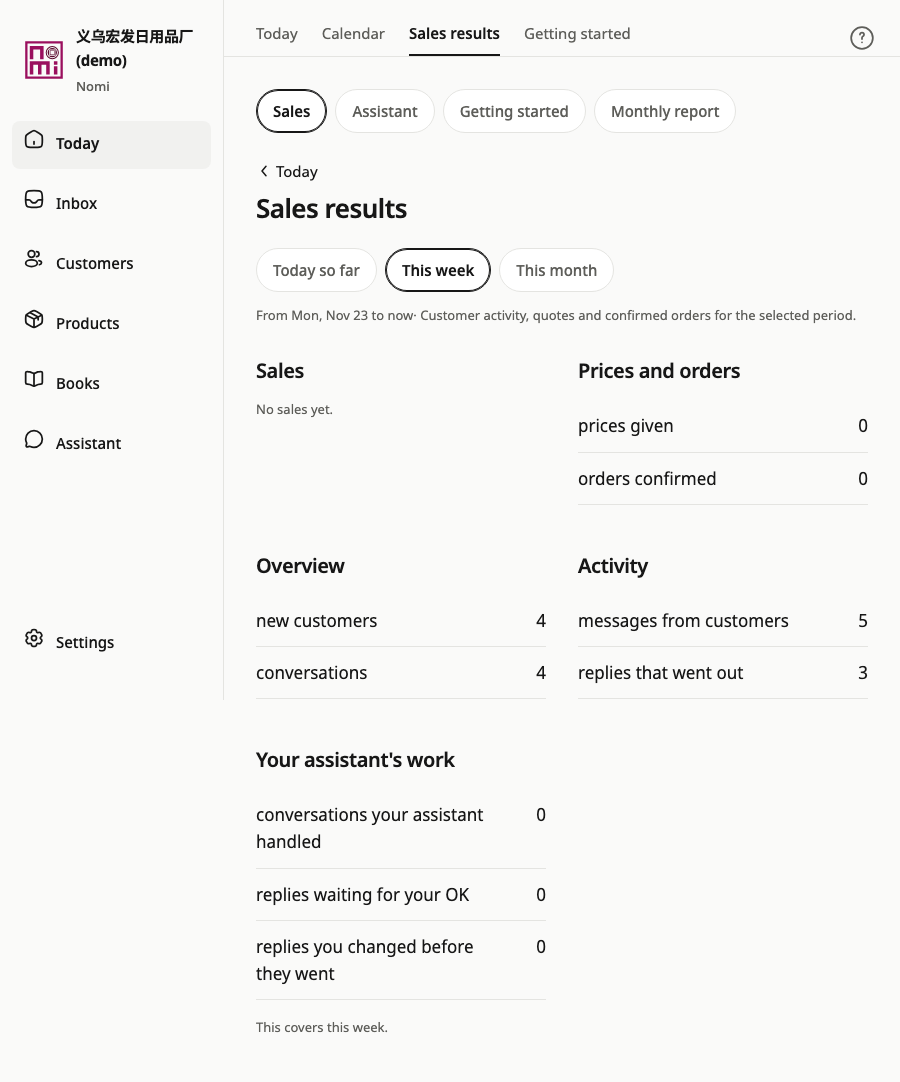 义乌宏发日用品厂
(demo)
Nomi
Today
Inbox
Customers
Products
Books
Assistant
Settings
Today Calendar Sales results Getting started
Sales Assistant Getting started Monthly report
Today
Sales results
Today so far This week This month
From Mon, Nov 23 to now· Customer activity, quotes and confirmed orders for the selected period.
Sales
No sales yet.
Prices and orders
prices given 0
orders confirmed 0
Overview
new customers 4
conversations 4
Activity
messages from customers 5
replies that went out 3
Your assistant's work
conversations your assistant 0
handled
replies waiting for your OK 0
replies you changed before 0
they went
This covers this week.